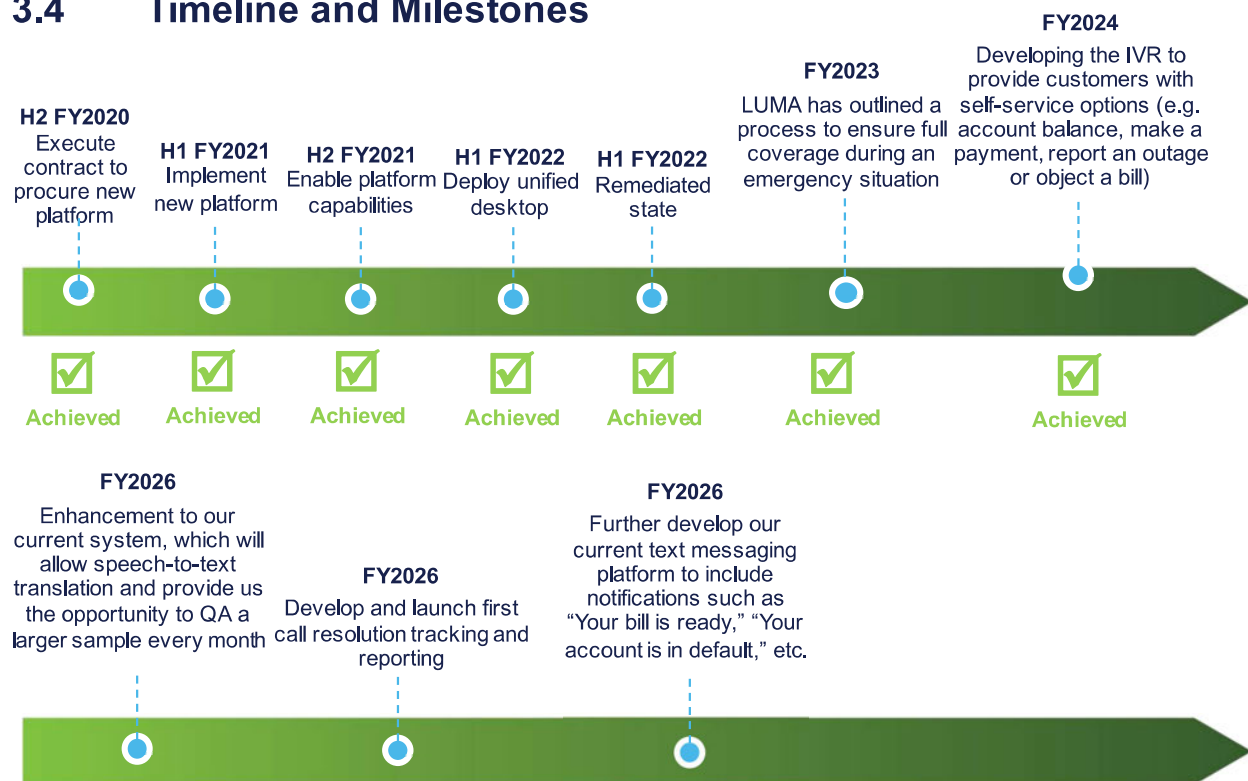 3.4 Timeline and Milestones
H2 FY2020
Execute
contract to
procure new
platform
H1 FY2021
Implement
new platform
H2 FY2021
Enable platform
capabilities
H1 FY2022
Deploy unified
desktop
H1 FY2022
Remediated
state
FY2023
LUMA has outlined a
process to ensure full
coverage during an
emergency situation
FY2024
Developing the IVR to
provide customers with
self-service options (e.g.
account balance, make a
payment, report an outage
or object a bill)
Achieved
Achieved
Achieved
Achieved
Achieved
Achieved
Achieved
FY2026
Enhancement to our
current system, which will
allow speech-to-text
translation and provide us
the opportunity to QA a
larger sample every month
FY2026
Develop and launch first
call resolution tracking and
reporting
FY2026
Further develop our
current text messaging
platform to include
notifications such as
“Your bill is ready,” “Your
account is in default,” etc.